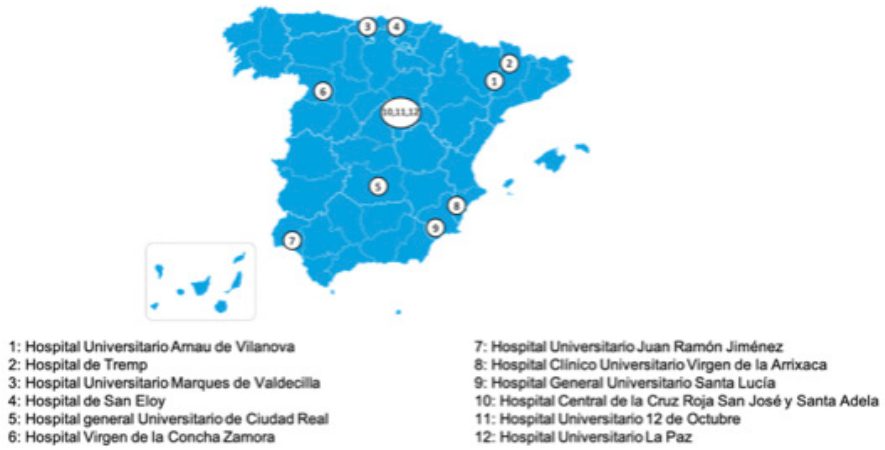 3
4
2
1
6
10,11,12
5
8
9
7
1: Hospital Universitario Arnau de Vilanova
2: Hospital de Tremp
3: Hospital Universitario Marques de Valdecilla
4: Hospital de San Eloy
5: Hospital general Universitario de Ciudad Real
6: Hospital Virgen de la Concha Zamora
7: Hospital Universitario Juan Ramón Jiménez
8: Hospital Clínico Universitario Virgen de la Arrixaca
9: Hospital General Universitario Santa Lucía
10: Hospital Central de la Cruz Roja San José y Santa Adela
11: Hospital Universitario 12 de Octubre
12: Hospital Universitario La Paz